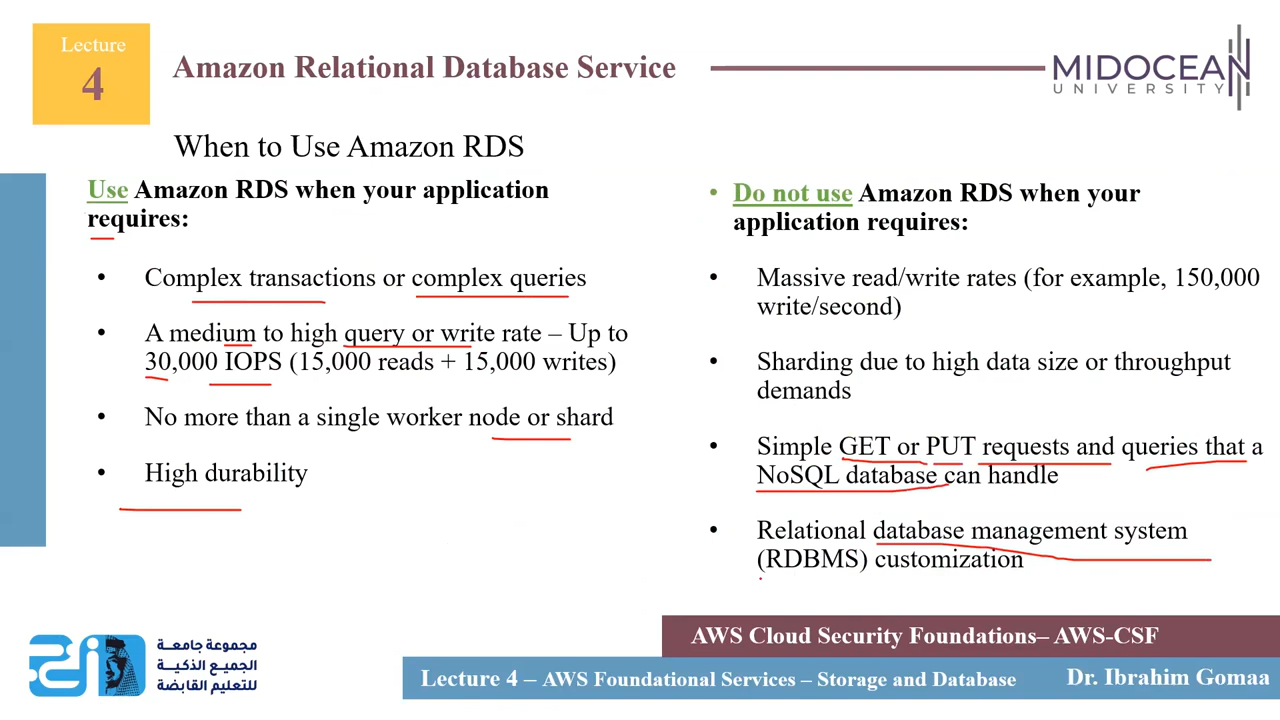 Lecture
4
Amazon Relational Database Service
MIDOCEAN
UNIVERSITY
When to Use Amazon RDS
Use Amazon RDS when your application
requires:
• Complex transactions or complex queries
• A medium to high query or write rate – Up to
30,000 IOPS (15,000 reads + 15,000 writes)
• No more than a single worker node or shard
• High durability
• Do not use Amazon RDS when your
application requires:
• Massive read/write rates (for example, 150,000
write/second)
• Sharding due to high data size or throughput
demands
• Simple GET or PUT requests and queries that a
NoSQL database can handle
• Relational database management system
(RDBMS) customization
مجموعة جامعة
الجميع الذكية
للتعليم القابضة
AWS Cloud Security Foundations– AWS-CSF
Lecture 4 – AWS Foundational Services – Storage and Database
Dr. Ibrahim Gomaa